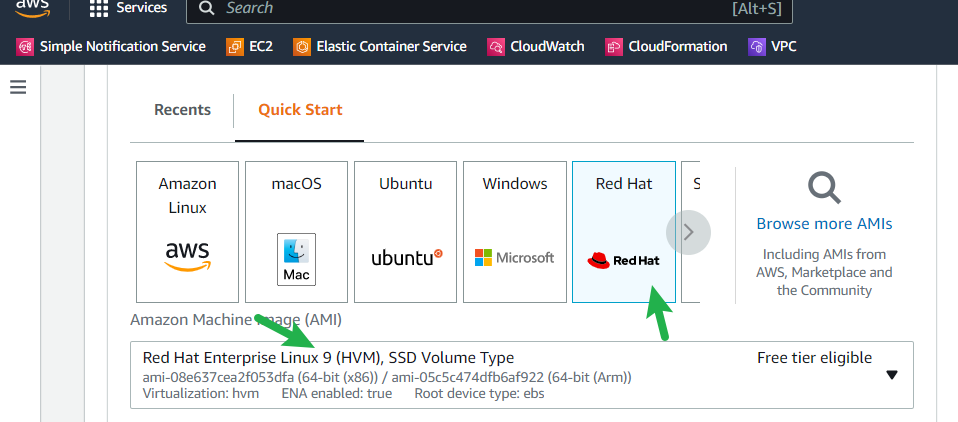 aws
Services
Search
[Alt+S]
Simple Notification Service
EC2
Elastic Container Service
CloudWatch
CloudFormation
VPC
Recents
Quick Start
Amazon
Linux
aws
macOS
Mac
Ubuntu
ubuntu
Windows
Microsoft
Red Hat
Red Hat
S
Browse more AMIs
Including AMIs from
AWS, Marketplace and
the Community
Amazon Machine Image (AMI)
Red Hat Enterprise Linux 9 (HVM), SSD Volume Type
Free tier eligible
ami-08e637cea2f053dfa (64-bit (x86)) / ami-05c5c474dfb6af922 (64-bit (Arm))
Virtualization: hvm
ENA enabled: true
Root device type: ebs